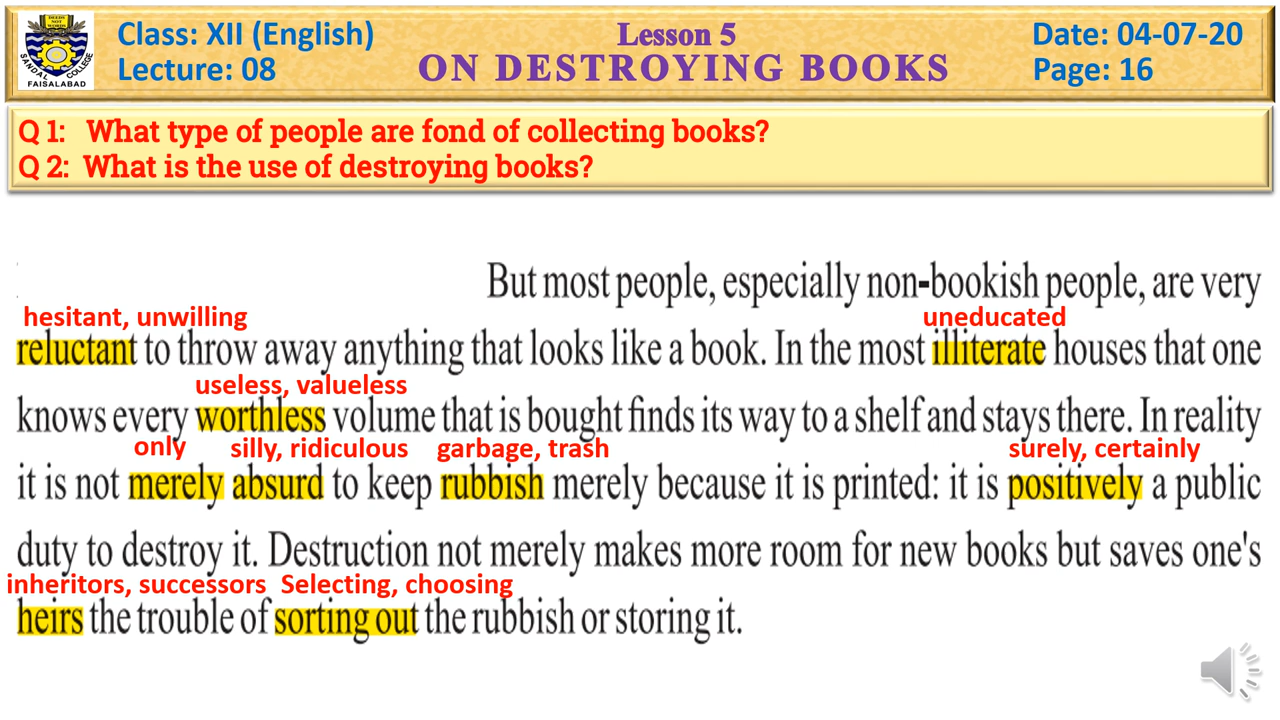 DEEDS NOT WORDS
SANDAL COLLEGE
FAISALABAD
Class: XII (English)
Lecture: 08
Lesson 5
ON DESTROYING BOOKS
Date: 04-07-20
Page: 16
Q 1: What type of people are fond of collecting books?
Q 2: What is the use of destroying books?
But most people, especially non-bookish people, are very
hesitant, unwilling uneducated
reluctant to throw away anything that looks like a book. In the most illiterate houses that one
useless, valueless
knows every worthless volume that is bought finds its way to a shelf and stays there. In reality
only silly, ridiculous garbage, trash surely, certainly
it is not merely absurd to keep rubbish merely because it is printed: it is positively a public
duty to destroy it. Destruction not merely makes more room for new books but saves one's
inheritors, successors Selecting, choosing
heirs the trouble of sorting out the rubbish or storing it.